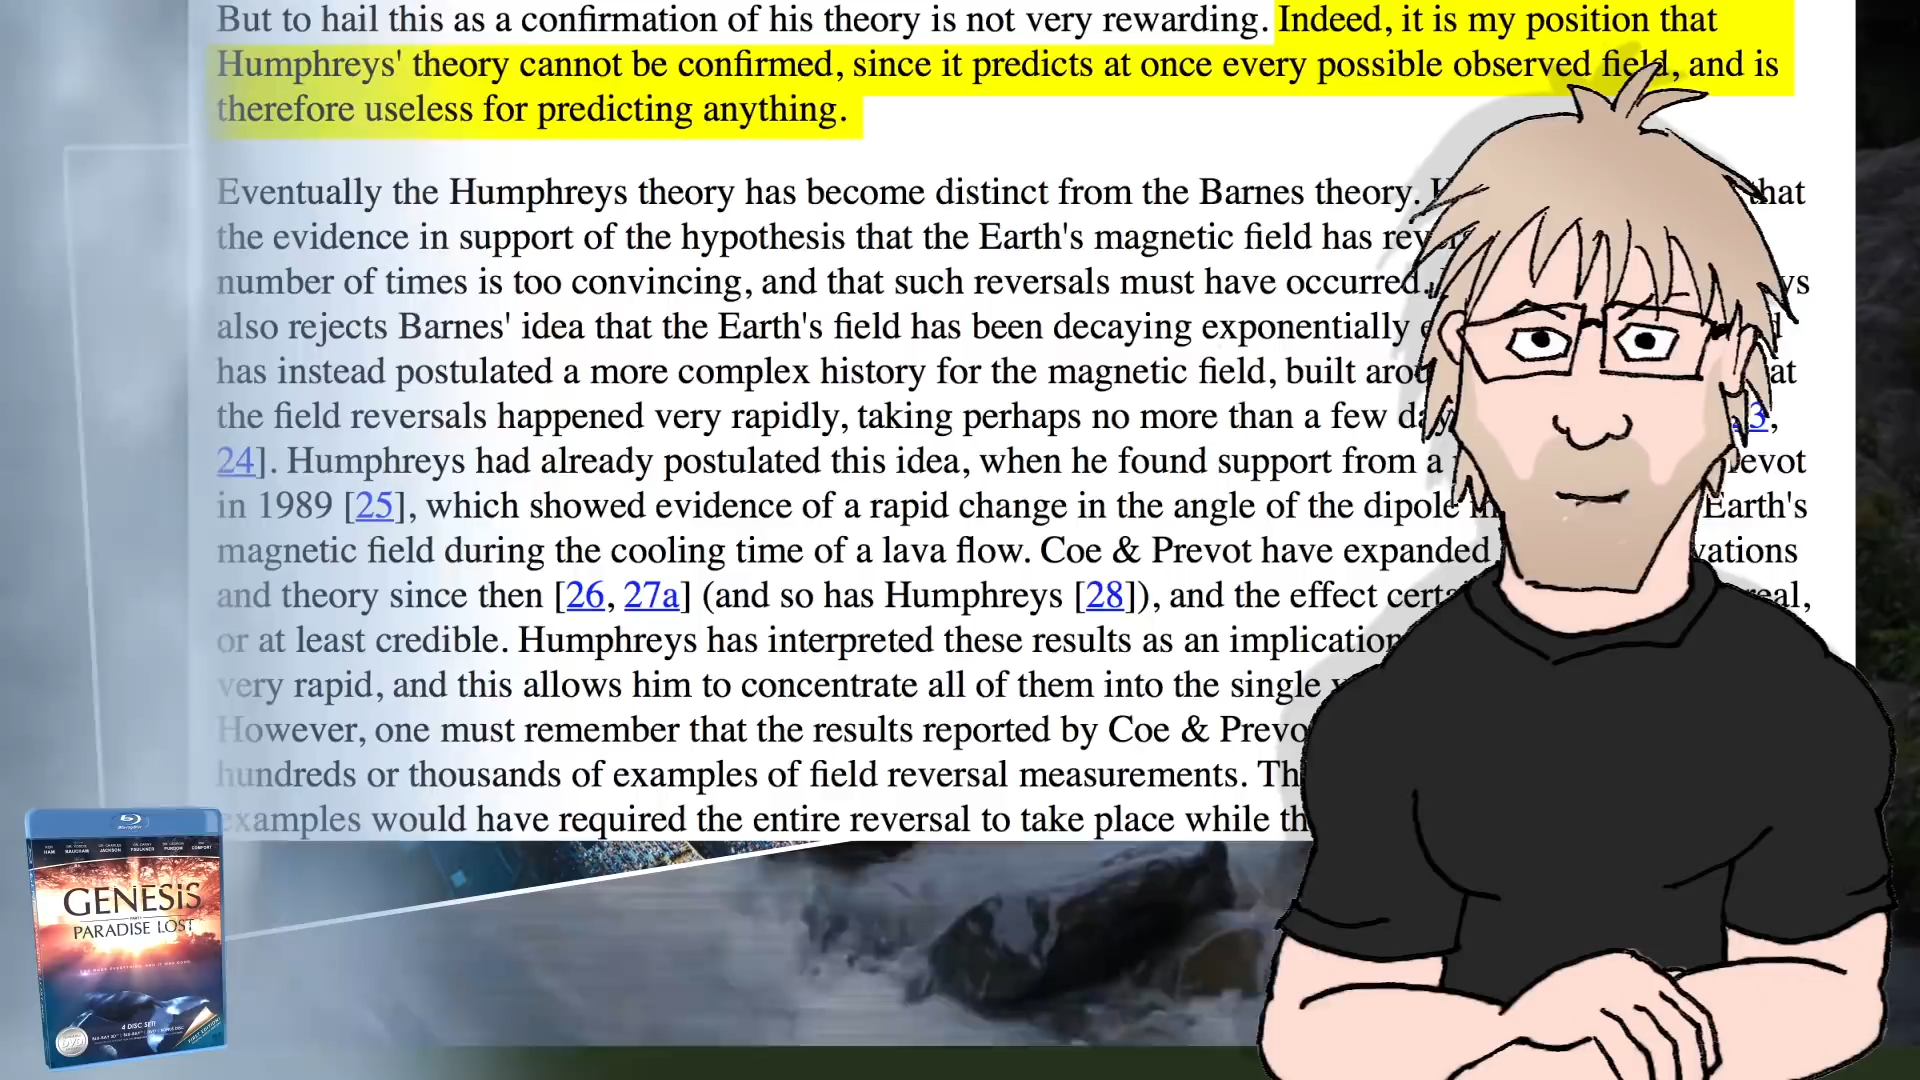 But to hail this as a confirmation of his theory is not very rewarding. Indeed, it is my position that
Humphreys' theory cannot be confirmed, since it predicts at once every possible observed field, and is
therefore useless for predicting anything.
Eventually the Humphreys theory has become distinct from the Barnes theory. that
the evidence in support of the hypothesis that the Earth's magnetic field has
number of times is too convincing, and that such reversals must have occurred.
also rejects Barnes' idea that the Earth's field has been decaying exponentially
has instead postulated a more complex history for the magnetic field, built at
the field reversals happened very rapidly, taking perhaps no more than a few 3,
24]. Humphreys had already postulated this idea, when he found support from a
in 1989 [25], which showed evidence of a rapid change in the angle of the dipole Earth's
magnetic field during the cooling time of a lava flow. Coe & Prevot have expanded
and theory since then [26, 27a] (and so has Humphreys [28]), and the effect real,
or at least credible. Humphreys has interpreted these results as an implication
very rapid, and this allows him to concentrate all of them into the single
However, one must remember that the results reported by Coe &
hundreds or thousands of examples of field reversal measurements.
examples would have required the entire reversal to take place while
GENESIS
PARADISE LOST
4 DISC SET!